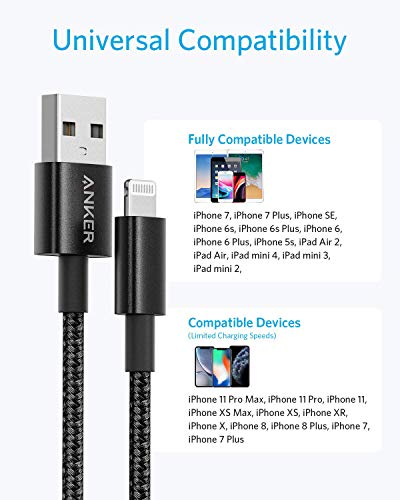 Universal Compatibility
ANKER
Fully Compatible Devices
iPhone 7, iPhone 7 Plus, iPhone SE,
iPhone 6s, iPhone 6s Plus, iPhone 6,
iPhone 6 Plus, iPhone 5s, iPad Air 2,
iPad Air, iPad mini 4, iPad mini 3,
iPad mini 2,
Compatible Devices
(Limited Charging Speeds)
iPhone 11 Pro Max, iPhone 11 Pro, iPhone 11,
iPhone XS Max, iPhone XS, iPhone XR,
iPhone X, iPhone 8, iPhone 8 Plus, iPhone 7,
iPhone 7 Plus